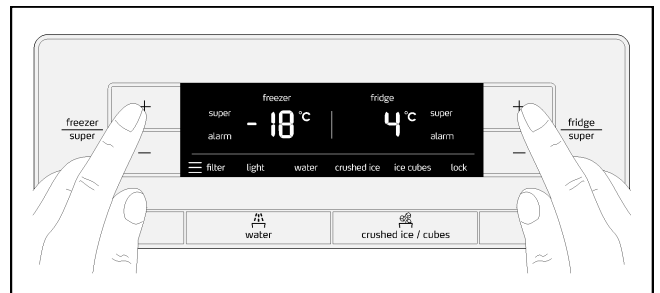 freezer
fridge
super
- 18 °C
4 °C
super
alarm
alarm
filter
light
water
crushed ice
ice cubes
lock
freezer
super
+
−
+
−
fridge
super
water
crushed ice / cubes